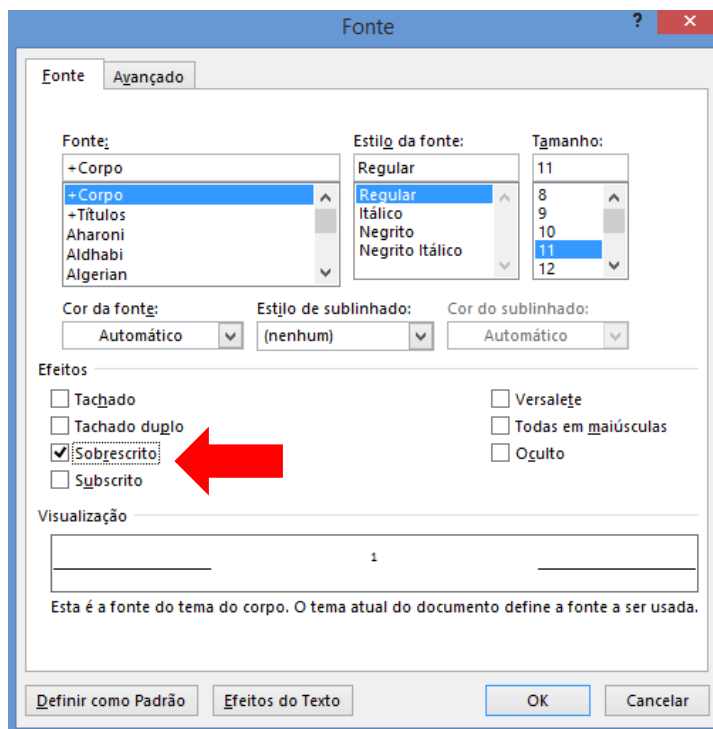 Fonte ? ×
Fonte Avançado
Fonte: Estilo da fonte: Tamanho:
+Corpo Regular 11
+Corpo Regular 8
+Títulos Itálico 9
Aharoni Negrito 10
Aldhabi Negrito Itálico 11
Algerian 12
Cor da fonte: Estilo de sublinhado: Cor do sublinhado:
Automático (nenhum) Automático
Efeitos
Tachado Versalete
Tachado duplo Todas em maiúsculas
Sobrescrito Oculto
Subscrito
Visualização
1
Esta é a fonte do tema do corpo. O tema atual do documento define a fonte a ser usada.
Definir como Padrão Efeitos do Texto OK Cancelar